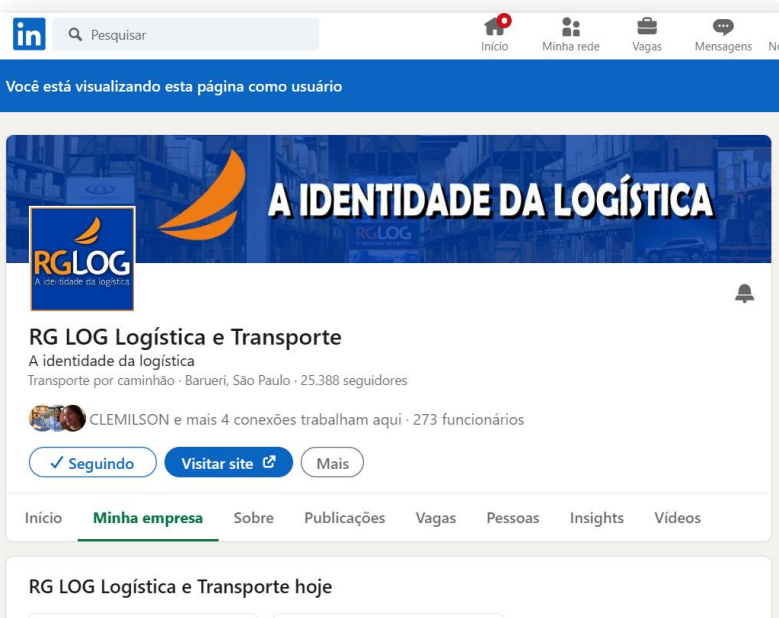 in
Pesquisar
Início
Minha rede
Vagas
Mensagens
Você está visualizando esta página como usuário
A IDENTIDADE DA LOGÍSTICA
RGLOG
RGLOG
A identidade da logística
RG LOG Logística e Transporte
A identidade da logística
Transporte por caminhão · Barueri, São Paulo · 25.388 seguidores
CLEMILSON e mais 4 conexões trabalham aqui · 273 funcionários
Seguindo
Visitar site
Mais
Início Minha empresa Sobre Publicações Vagas Pessoas Insights Vídeos
RG LOG Logística e Transporte hoje